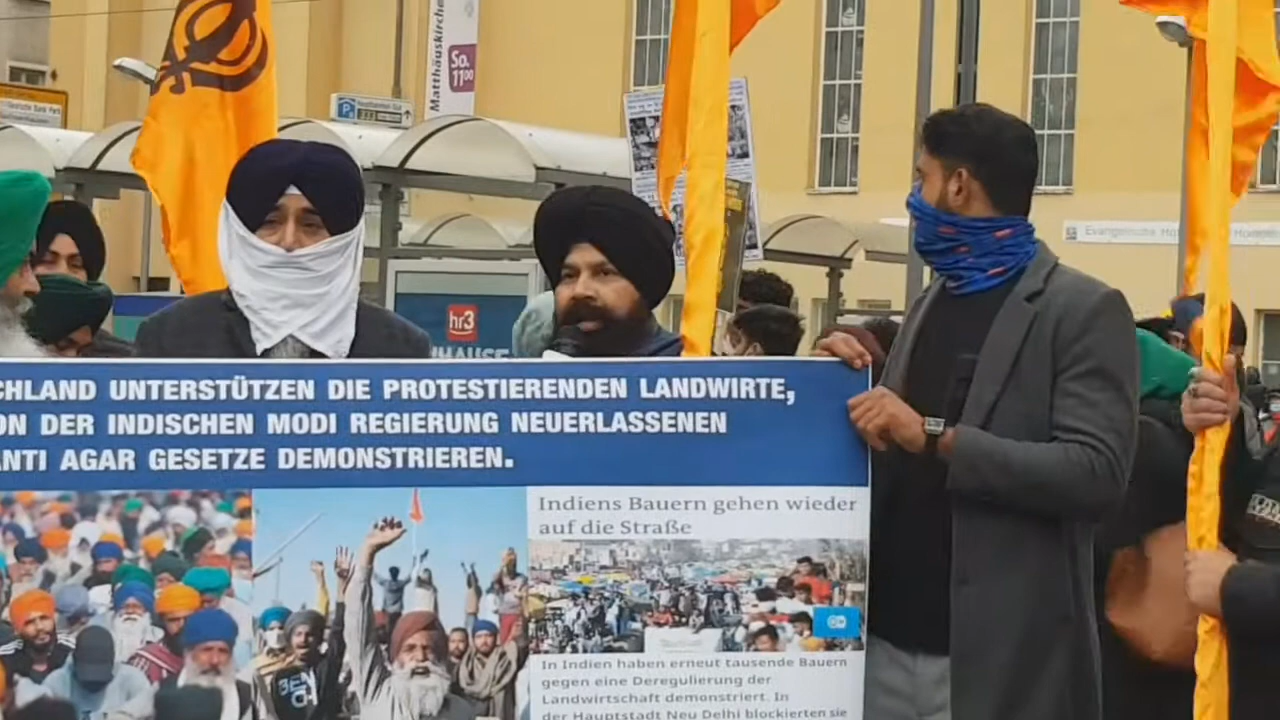 Matthäuskirche
So.
11⁰⁰
P
333
hr3
Evangelische
CHLAND UNTERSTÜTZEN DIE PROTESTIERENDEN LANDWIRTE,
ON DER INDISCHEN MODI REGIERUNG NEUERLASSENEN
ANTI AGAR GESETZE DEMONSTRIEREN.
Indiens Bauern gehen wieder
auf die Straße
In Indien haben erneut tausende Bauern
gegen eine Deregulierung der
Landwirtschaft demonstriert. In
der Hauptstadt Neu Delhi blockierten sie